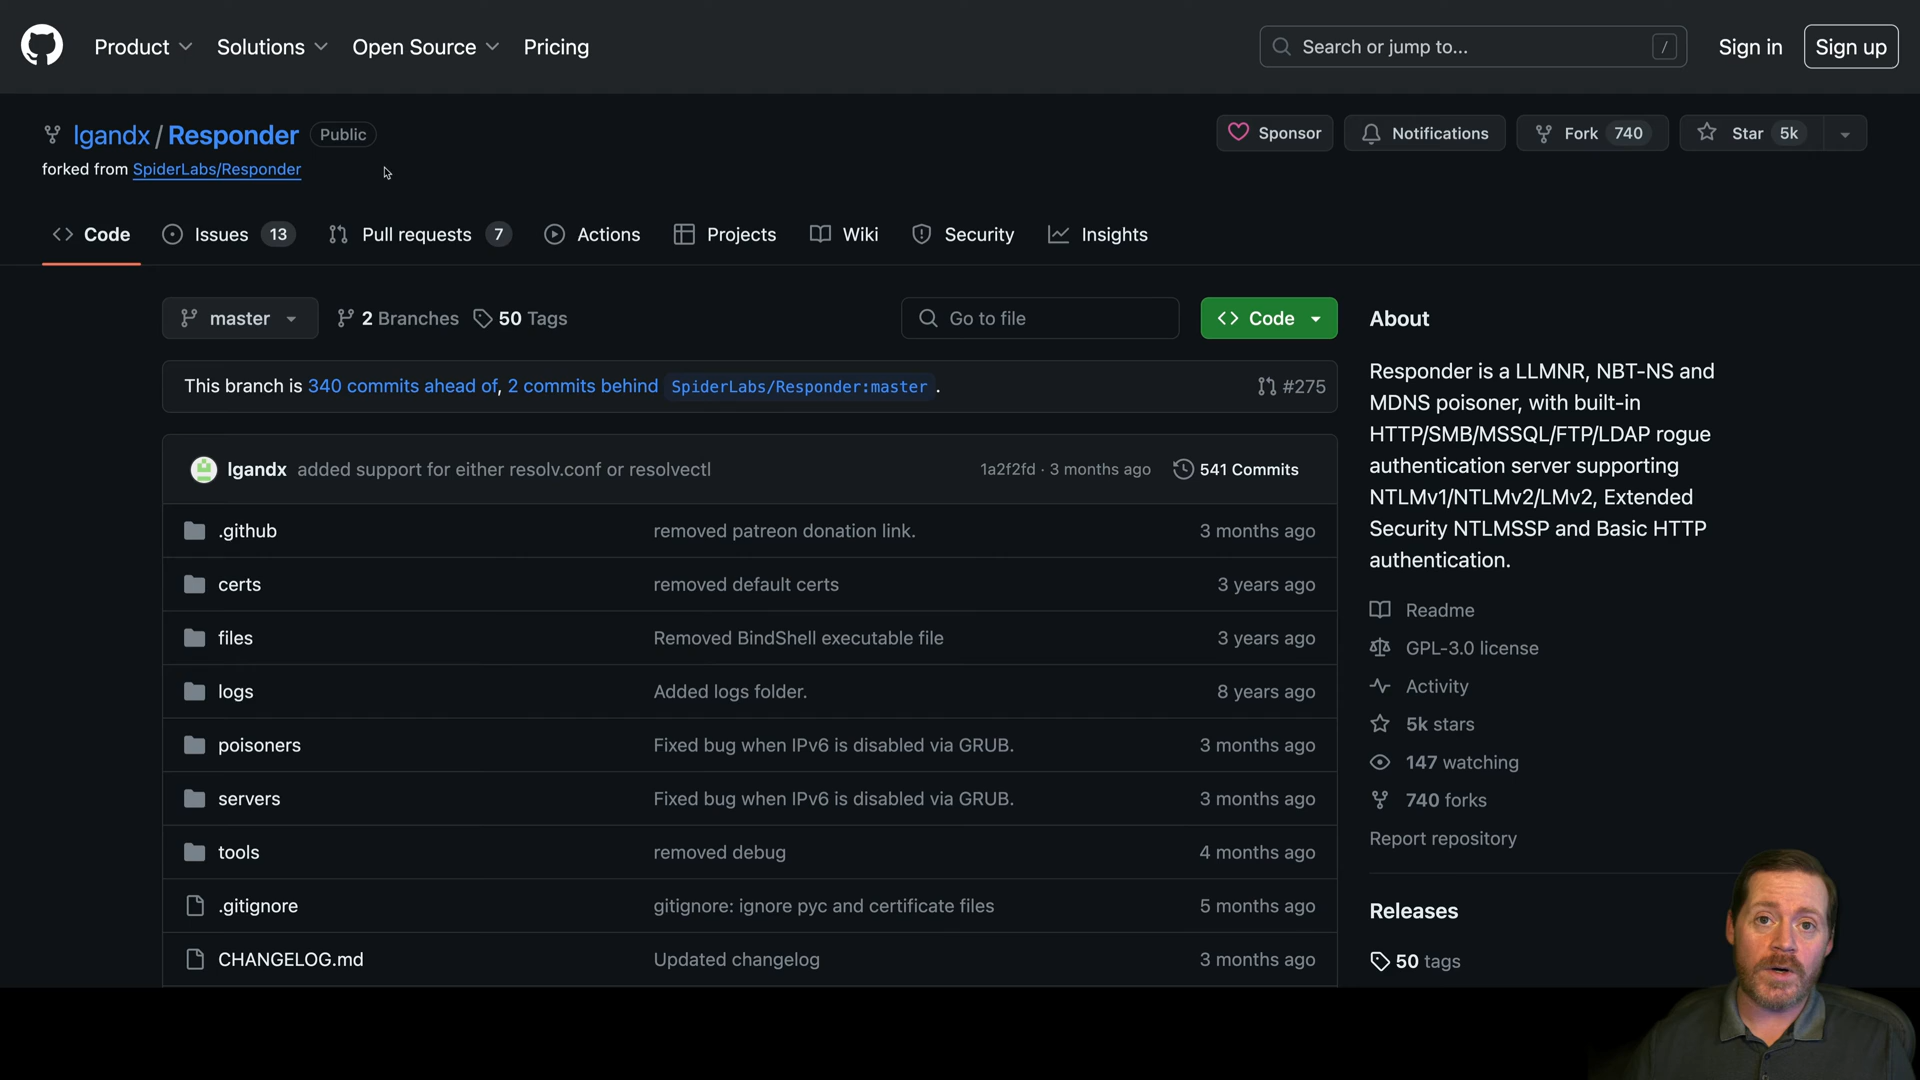 Product Solutions Open Source Pricing Search or jump to... / Sign in Sign up
lgandx / Responder Public Sponsor Notifications Fork 740 Star 5k
forked from SpiderLabs/Responder
Code Issues 13 Pull requests 7 Actions Projects Wiki Security Insights
master 2 Branches 50 Tags Go to file Code
This branch is 340 commits ahead of, 2 commits behind SpiderLabs/Responder:master . #275
lgandx added support for either resolv.conf or resolvectl 1a2f2fd · 3 months ago 541 Commits
.github removed patreon donation link. 3 months ago
certs removed default certs 3 years ago
files Removed BindShell executable file 3 years ago
logs Added logs folder. 8 years ago
poisoners Fixed bug when IPv6 is disabled via GRUB. 3 months ago
servers Fixed bug when IPv6 is disabled via GRUB. 3 months ago
tools removed debug 4 months ago
.gitignore gitignore: ignore pyc and certificate files 5 months ago
CHANGELOG.md Updated changelog 3 months ago
About
Responder is a LLMNR, NBT-NS and
MDNS poisoner, with built-in
HTTP/SMB/MSSQL/FTP/LDAP rogue
authentication server supporting
NTLMv1/NTLMv2/LMv2, Extended
Security NTLMSSP and Basic HTTP
authentication.
Readme
GPL-3.0 license
Activity
5k stars
147 watching
740 forks
Report repository
Releases
50 tags